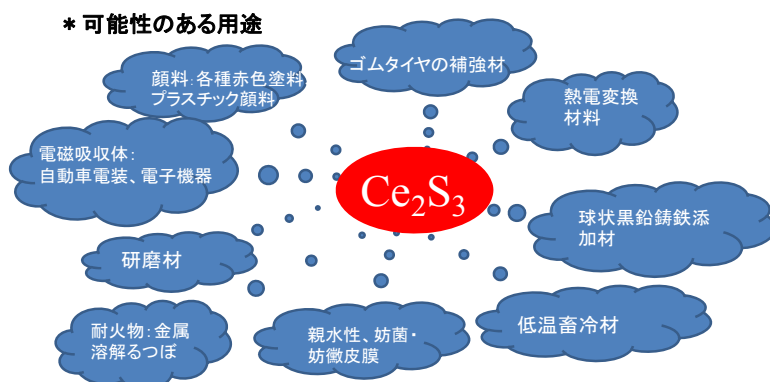 ＊可能性のある用途
ゴムタイヤの補強材
顔料:各種赤色塗料、
プラスチック顔料
熱電変換
材料
電磁吸収体:
自動車電装、電子機器
Ce2S3
球状黒鉛鋳鉄添
加材
研磨材
低温畜冷材
耐火物:金属
溶解るつぼ
親水性、妨菌・
妨黴皮膜